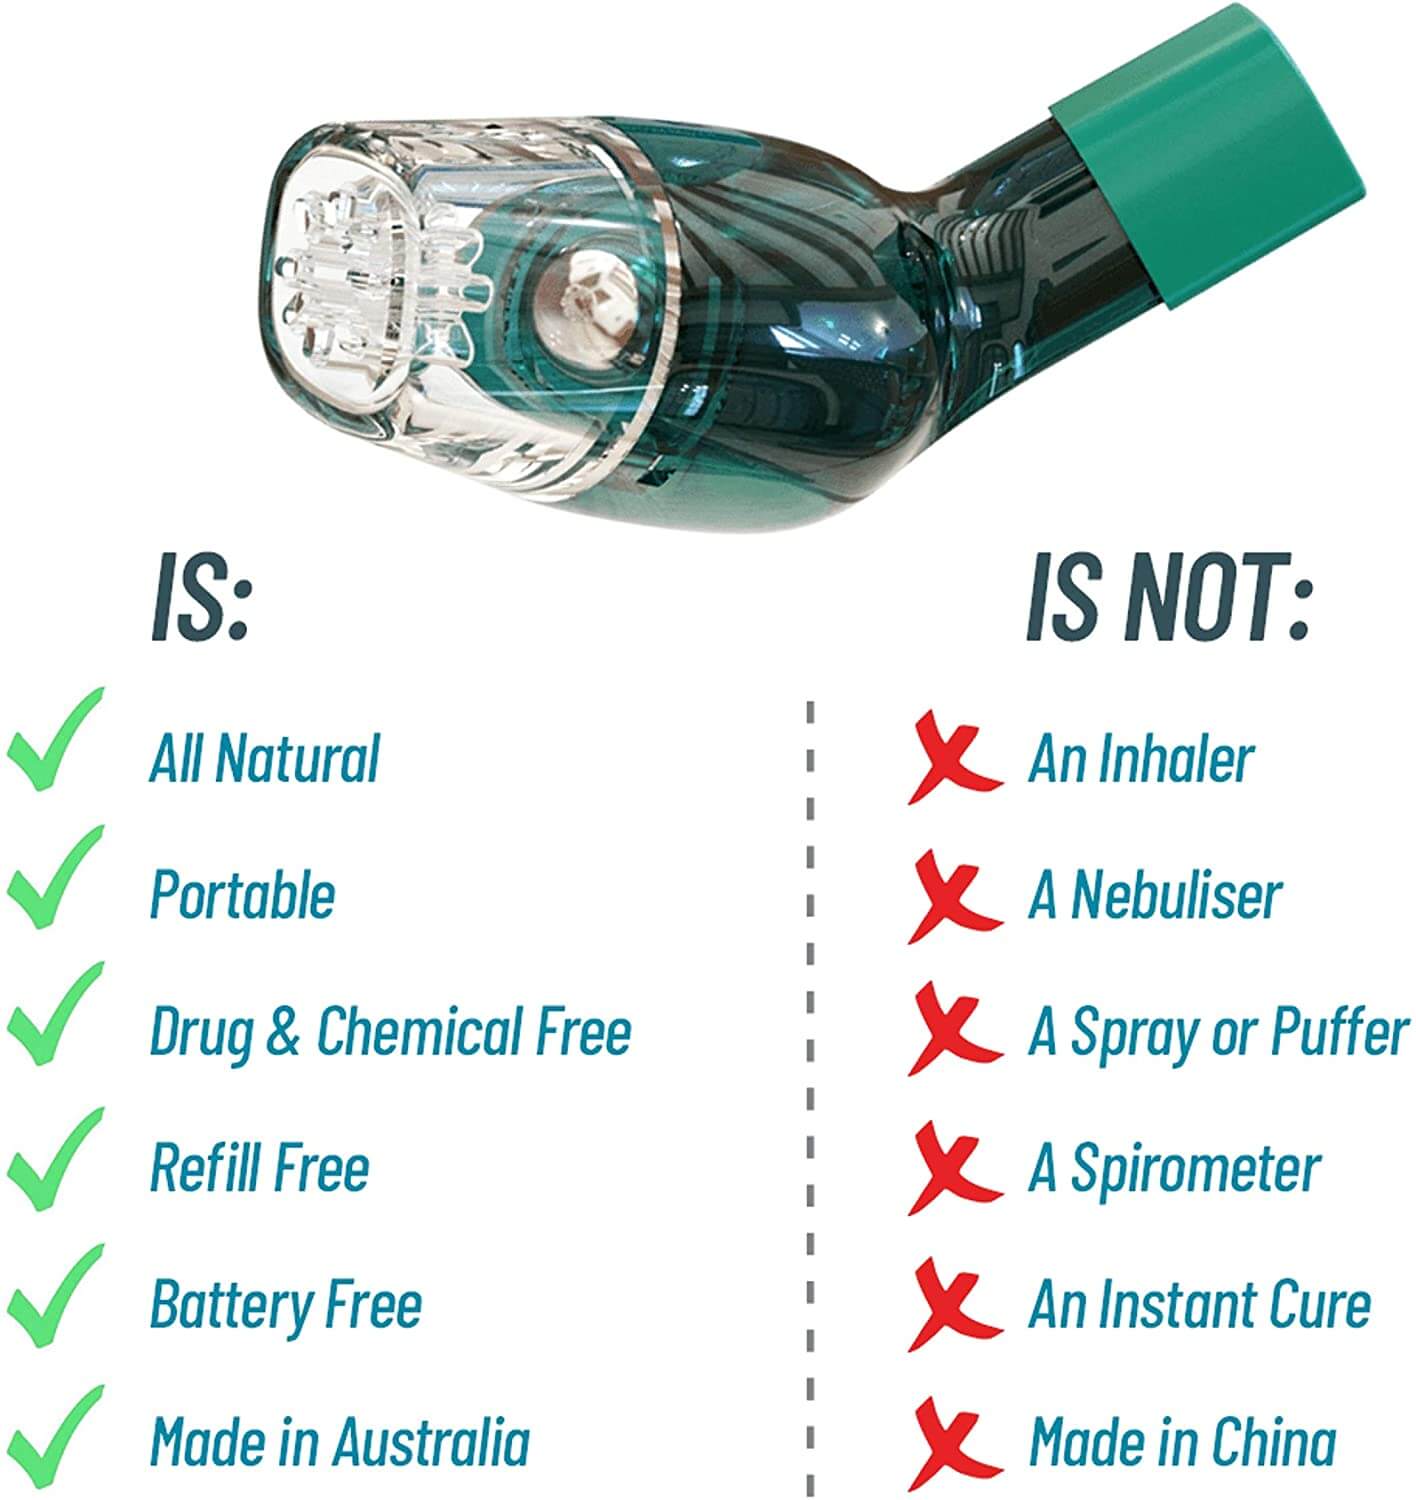 IS:
All Natural
Portable
Drug & Chemical Free
Refill Free
Battery Free
Made in Australia
IS NOT:
An Inhaler
A Nebuliser
A Spray or Puffer
A Spirometer
An Instant Cure
Made in China